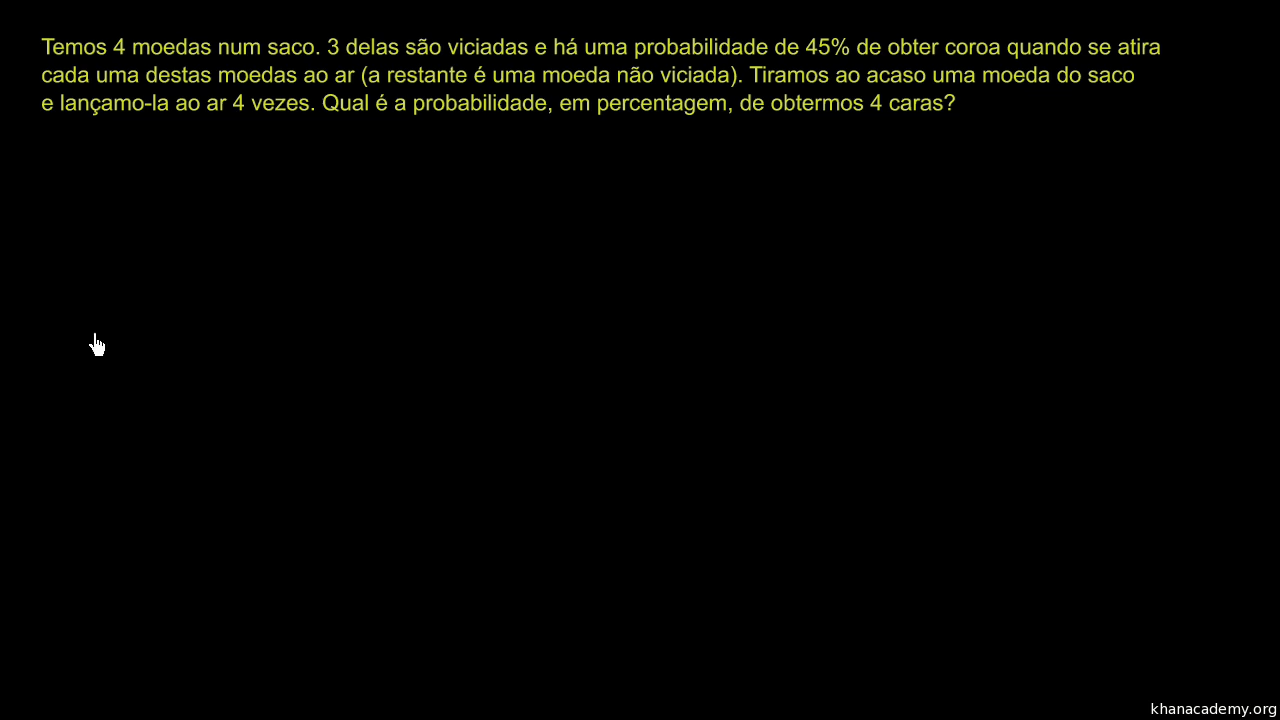 Temos 4 moedas num saco. 3 delas são viciadas e há uma probabilidade de 45% de obter coroa quando se atira
cada uma destas moedas ao ar (a restante é uma moeda não viciada). Tiramos ao acaso uma moeda do saco
e lançamo-la ao ar 4 vezes. Qual é a probabilidade, em percentagem, de obtermos 4 caras?
khanacademy.org